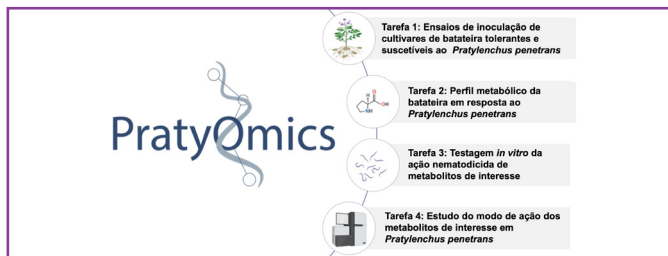 PratyOmics
Tarefa 1: Ensaios de inoculação de
cultivares de batateira tolerantes e
suscetíveis ao Pratylenchus penetrans
H
O
OH
NH
Tarefa 2: Perfil metabólico da
batateira em resposta ao
Pratylenchus penetrans
Tarefa 3: Testagem in vitro da
ação nematodicida de
metabolitos de interesse
Tarefa 4: Estudo do modo de ação dos
metabolitos de interesse em
Pratylenchus penetrans